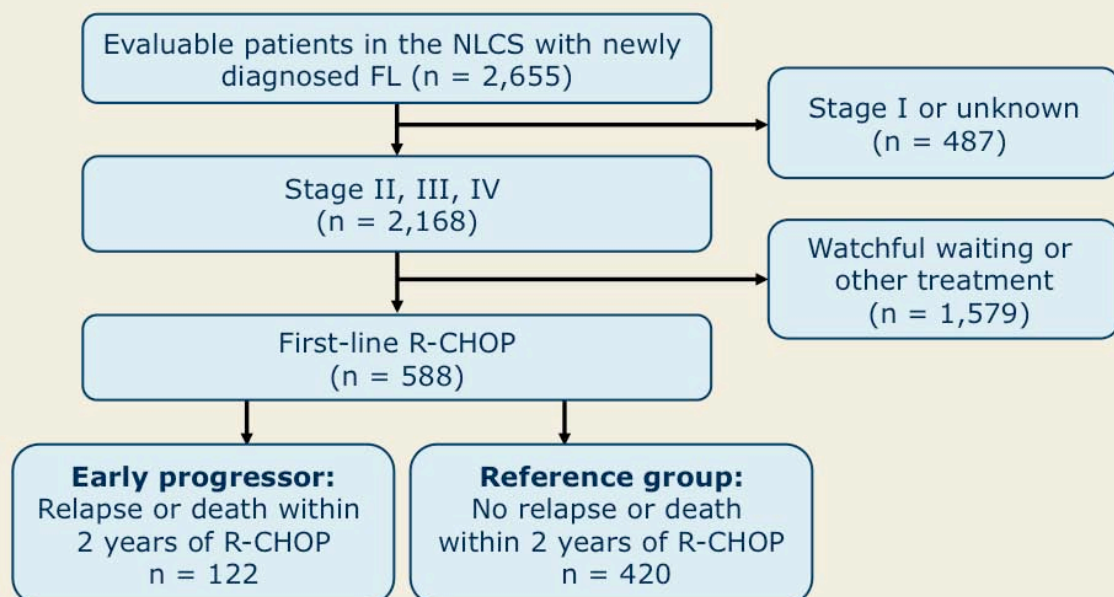 Evaluable patients in the NLCS with newly
diagnosed FL (n = 2,655)
Stage I or unknown
(n = 487)
Stage II, III, IV
(n = 2,168)
Watchful waiting or
other treatment
(n = 1,579)
First-line R-CHOP
(n = 588)
Early progressor:
Relapse or death within
2 years of R-CHOP
n = 122
Reference group:
No relapse or death
within 2 years of R-CHOP
n = 420